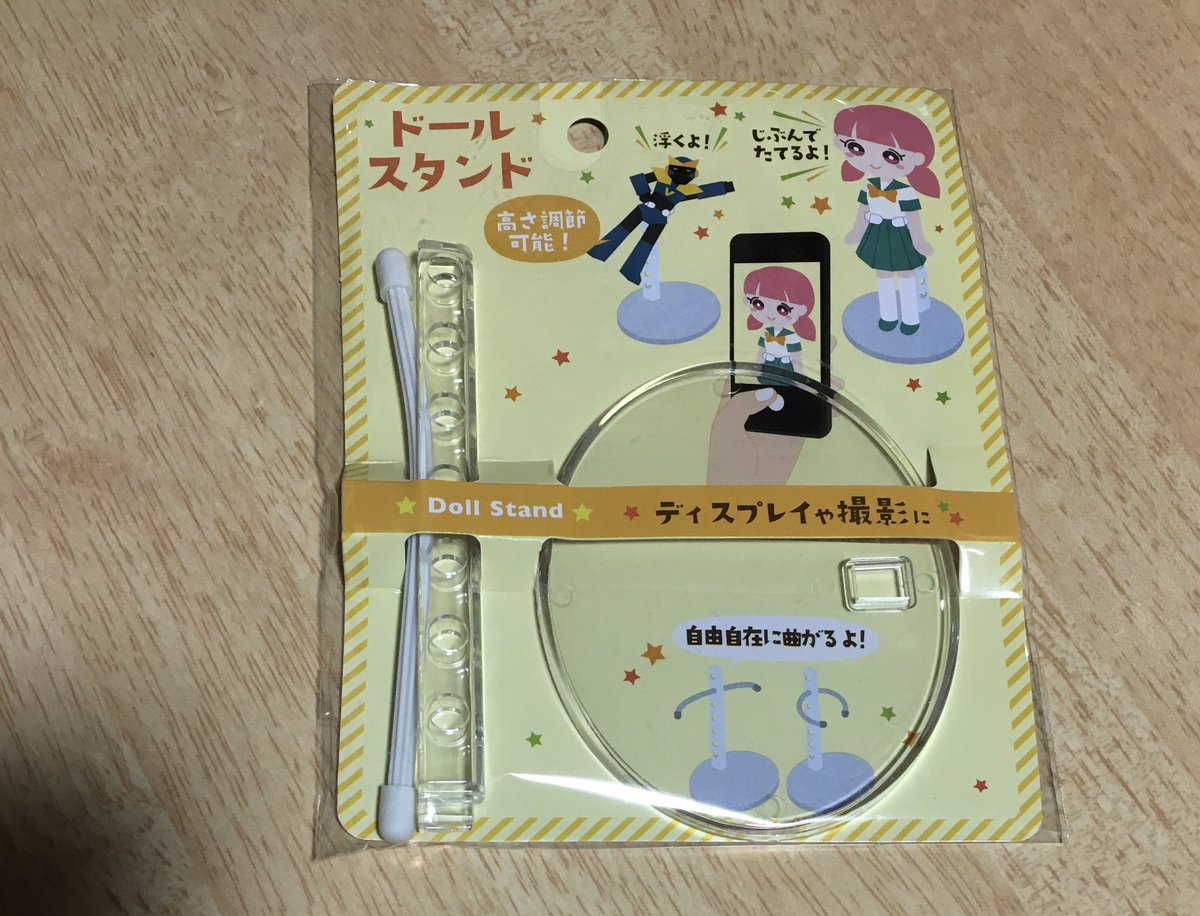 ドール
スタンド
高さ調節
可能!
浮くよ!
じぶんで
たてるよ!
Doll Stand
ディスプレイや撮影に
自由自在に曲がるよ!